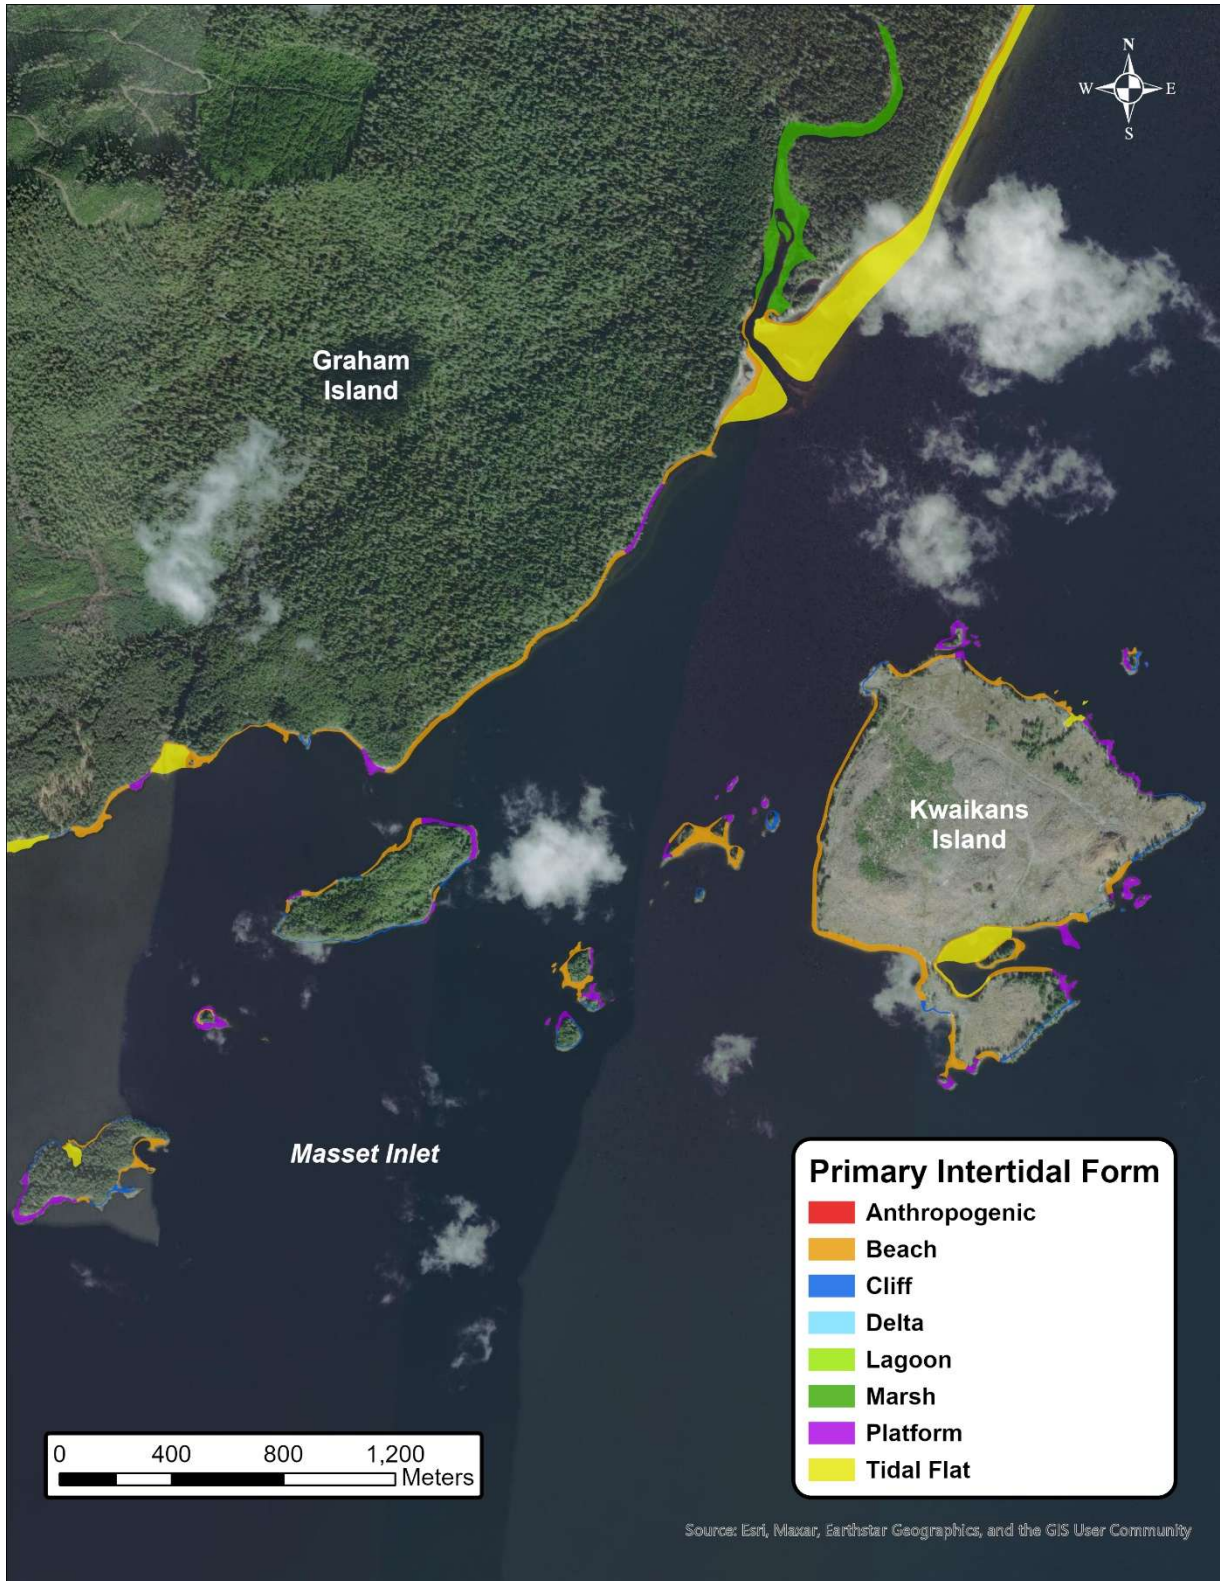 N
W E
S
Graham
Island
Kwaikans
Island
Masset Inlet
Primary Intertidal Form
Anthropogenic
Beach
Cliff
Delta
Lagoon
Marsh
Platform
Tidal Flat
0 400 800 1,200
Meters
Source: Esri, Maxar, Earthstar Geographics, and the GIS User Community